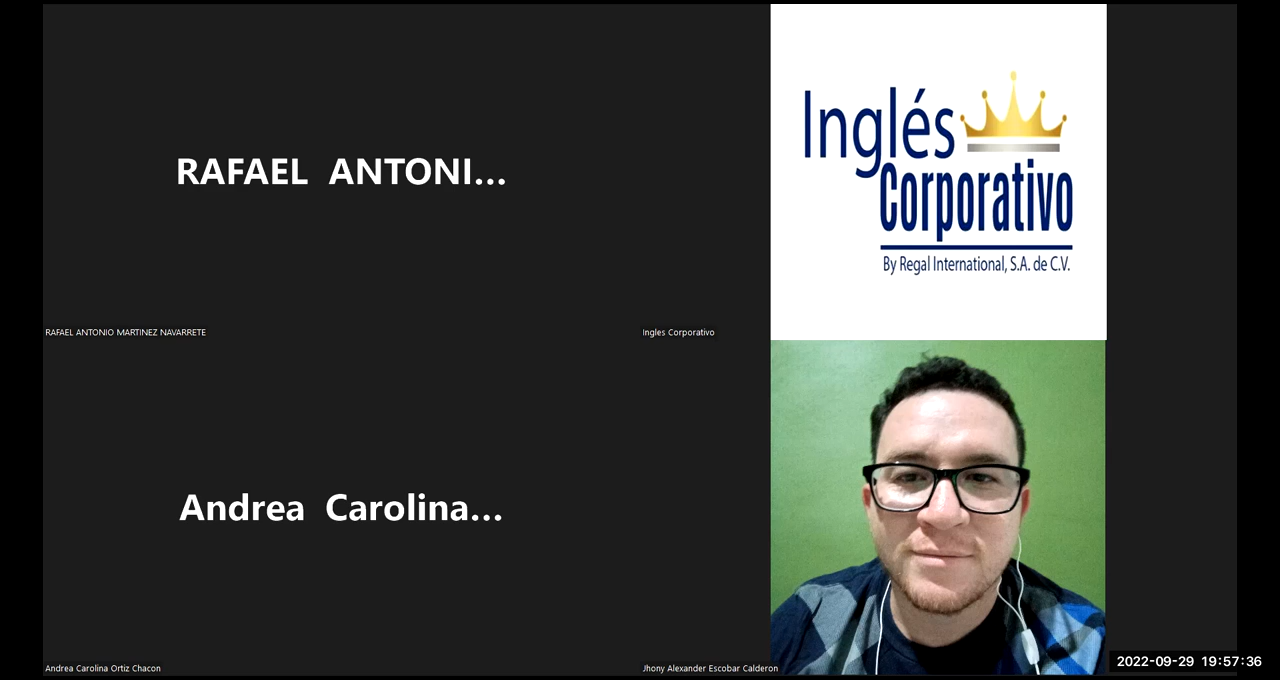 RAFAEL ANTONI...
Inglés
Corporativo
By Regal International, S.A. de C.V.
RAFAEL ANTONIO MARTINEZ NAVARRETE
Ingles Corporativo
Andrea Carolina...
Andrea Carolina Ortiz Chacon
Jhony Alexander Escobar Calderon
2022-09-29 19:57:36